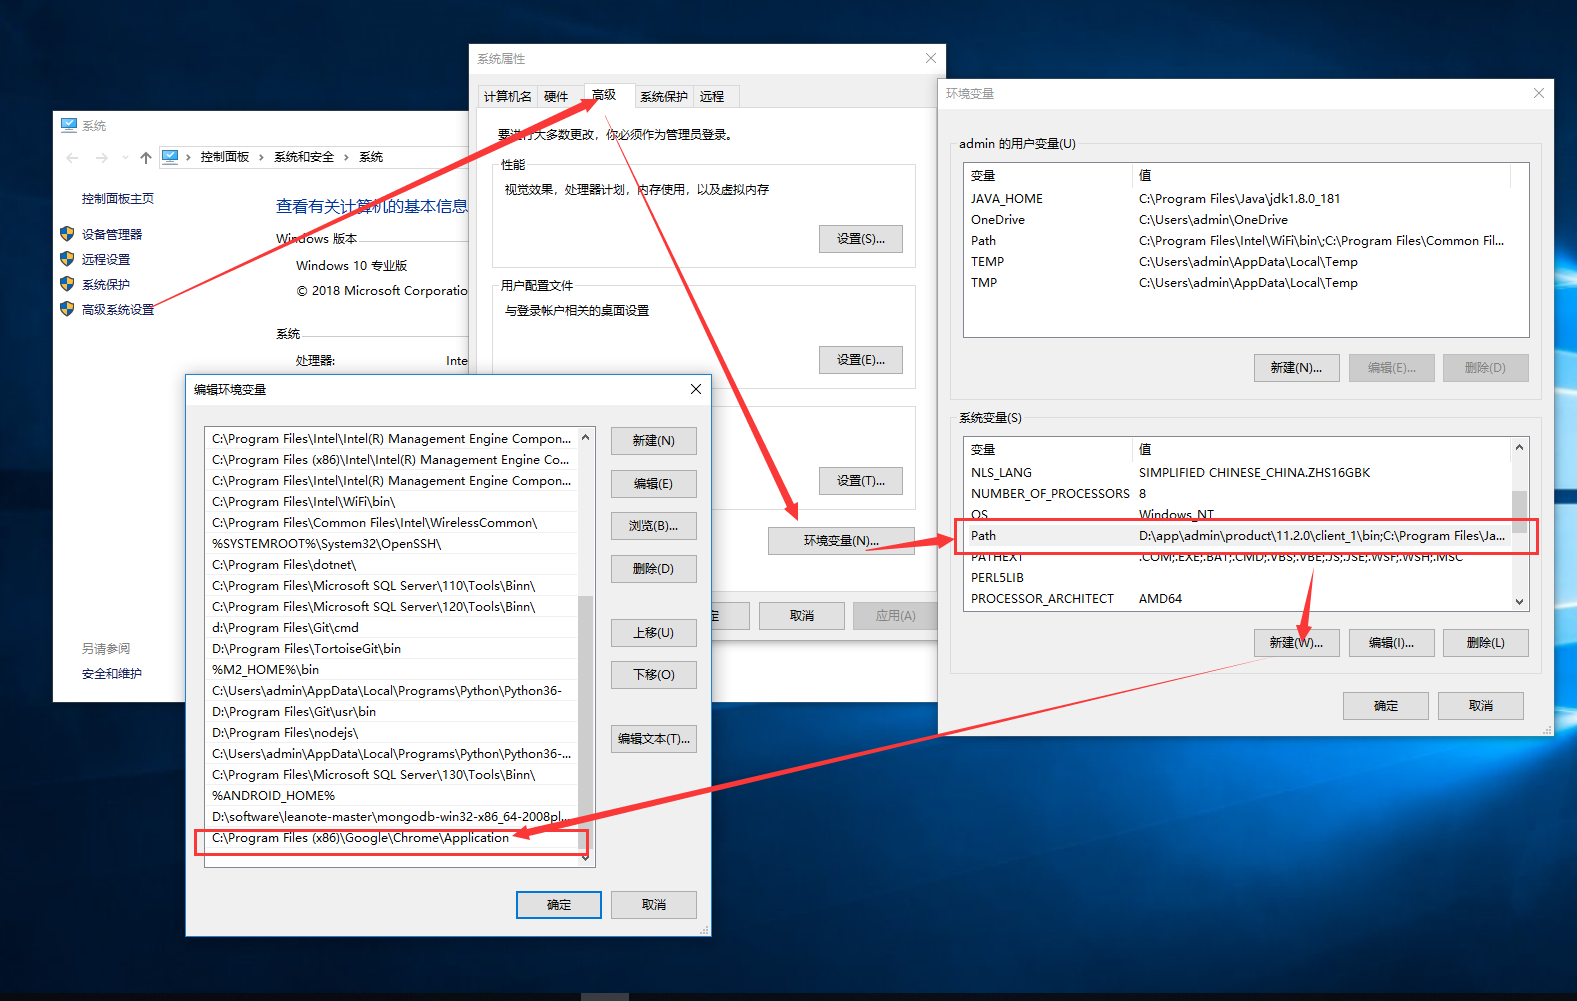 系统
控制面板 系统和安全 系统
控制面板主页
设备管理器
远程设置
系统保护
高级系统设置
另请参阅
安全和维护
查看有关计算机的基本信息
Windows 版本
Windows 10 专业版
© 2018 Microsoft Corporatio
系统
处理器: Inte
系统属性
计算机名 硬件 高级 系统保护 远程
要进行大多数更改，你必须作为管理员登录。
性能
视觉效果，处理器计划，内存使用，以及虚拟内存
设置(S)...
用户配置文件
与登录帐户相关的桌面设置
设置(E)...
设置(T)...
环境变量(N)...
定 取消 应用(A)
环境变量
admin 的用户变量(U)
变量 值
JAVA_HOME C:\Program Files\Java\jdk1.8.0_181
OneDrive C:\Users\admin\OneDrive
Path C:\Program Files\Intel\WiFi\bin\;C:\Program Files\Common Fil...
TEMP C:\Users\admin\AppData\Local\Temp
TMP C:\Users\admin\AppData\Local\Temp
新建(N)... 编辑(E)... 删除(D)
系统变量(S)
变量 值
NLS_LANG SIMPLIFIED CHINESE_CHINA.ZHS16GBK
NUMBER_OF_PROCESSORS 8
OS Windows_NT
Path D:\app\admin\product\11.2.0\client_1\bin;C:\Program Files\Ja...
PATHEXT .COM;.EXE;.BAT;.CMD;.VBS;.VBE;.JS;.JSE;.WSF;.WSH;.MSC
PERL5LIB
PROCESSOR_ARCHITECT AMD64
新建(W)... 编辑(I)... 删除(L)
确定 取消
编辑环境变量
C:\Program Files\Intel\Intel(R) Management Engine Compon...
C:\Program Files (x86)\Intel\Intel(R) Management Engine Co...
C:\Program Files\Intel\Intel(R) Management Engine Compon...
C:\Program Files\Intel\WiFi\bin\
C:\Program Files\Common Files\Intel\WirelessCommon\
%SYSTEMROOT%\System32\OpenSSH\
C:\Program Files\dotnet\
C:\Program Files\Microsoft SQL Server\110\Tools\Binn\
C:\Program Files\Microsoft SQL Server\120\Tools\Binn\
d:\Program Files\Git\cmd
D:\Program Files\TortoiseGit\bin
%M2_HOME%\bin
C:\Users\admin\AppData\Local\Programs\Python\Python36-
D:\Program Files\Git\usr\bin
D:\Program Files\nodejs\
C:\Users\admin\AppData\Local\Programs\Python\Python36-...
C:\Program Files\Microsoft SQL Server\130\Tools\Binn\
%ANDROID_HOME%
D:\software\leanote-master\mongodb-win32-x86_64-2008pl...
C:\Program Files (x86)\Google\Chrome\Application
新建(N)
编辑(E)
浏览(B)...
删除(D)
上移(U)
下移(O)
编辑文本(T)...
确定 取消